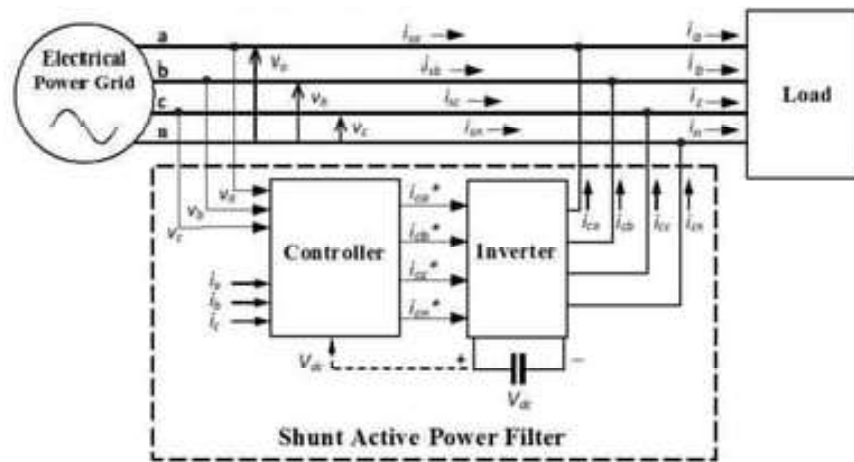 a i_sa i_a
Electrical Power Grid
v_a
b i_sb i_b
v_b
c i_sc i_c
v_c
n i_sn i_n
Load
v_a
v_b
v_c
i_a
i_b
i_c
Controller
i_ca*
i_cb*
i_cc*
i_cn*
Inverter
i_ca i_cb i_cc i_cn
V_dc
+ −
V_dc
Shunt Active Power Filter